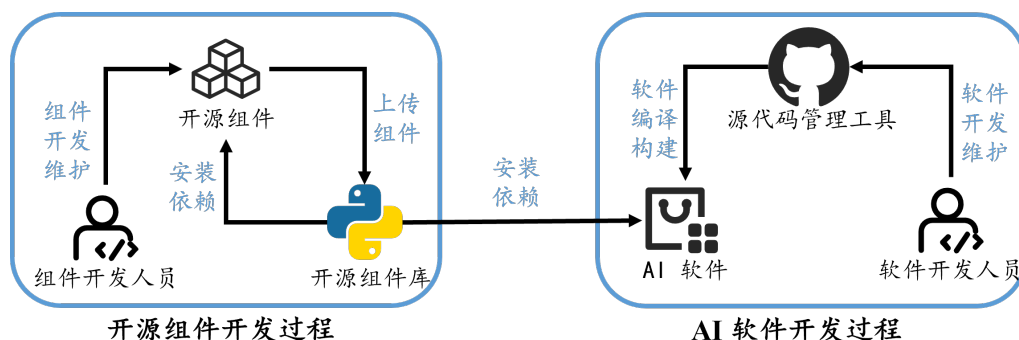 组件
开发
维护
开源组件
上传
组件
安装
依赖
组件开发人员
开源组件库
开源组件开发过程
安装
依赖
软件
编译
构建
源代码管理工具
软件
开发
维护
AI 软件
软件开发人员
AI 软件开发过程